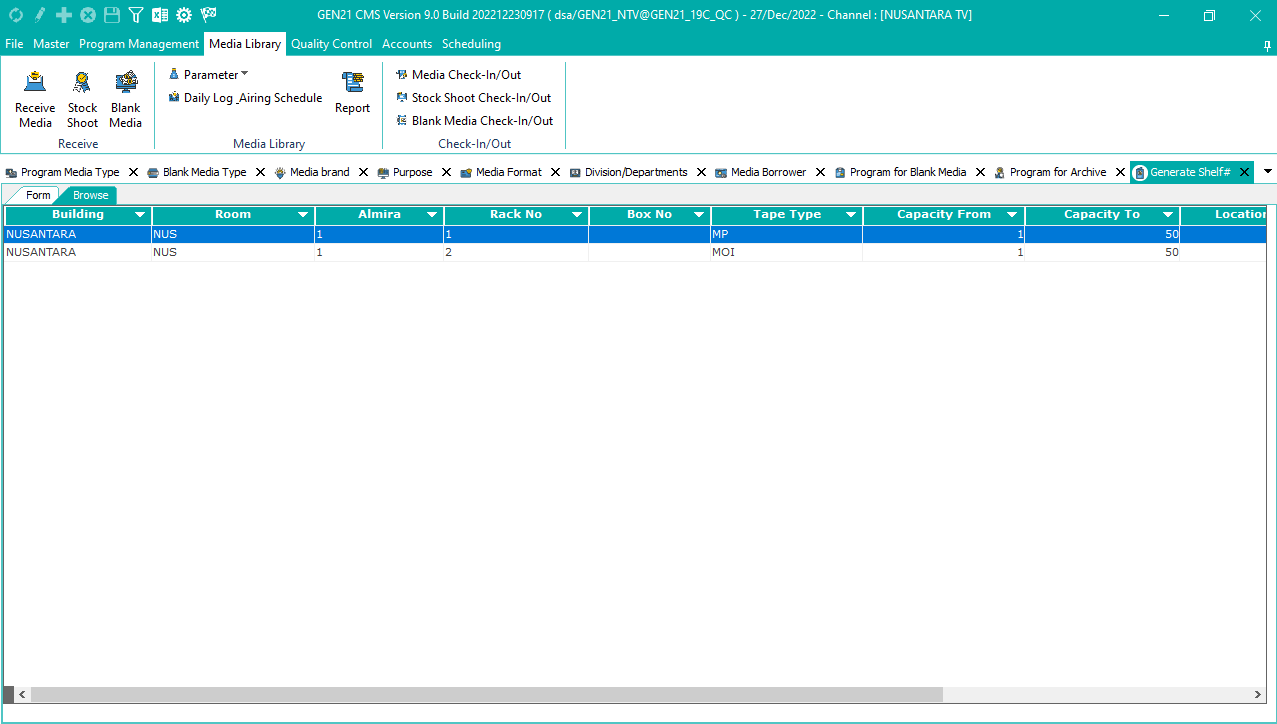 GEN21 CMS Version 9.0 Build 202212230917 ( dsa/GEN21_NTV@GEN21_19C_QC ) - 27/Dec/2022 - Channel : [NUSANTARA TV]
File Master Program Management Media Library Quality Control Accounts Scheduling
Receive Media
Stock Shoot
Blank Media
Receive
Parameter
Daily Log _Airing Schedule
Report
Media Library
Media Check-In/Out
Stock Shoot Check-In/Out
Blank Media Check-In/Out
Check-In/Out
Program Media Type Blank Media Type Media brand Purpose Media Format Division/Departments Media Borrower Program for Blank Media Program for Archive Generate Shelf#
Form Browse
Building Room Almira Rack No Box No Tape Type Capacity From Capacity To Location
NUSANTARA NUS 1 1 MP 1 50
NUSANTARA NUS 1 2 MOI 1 50